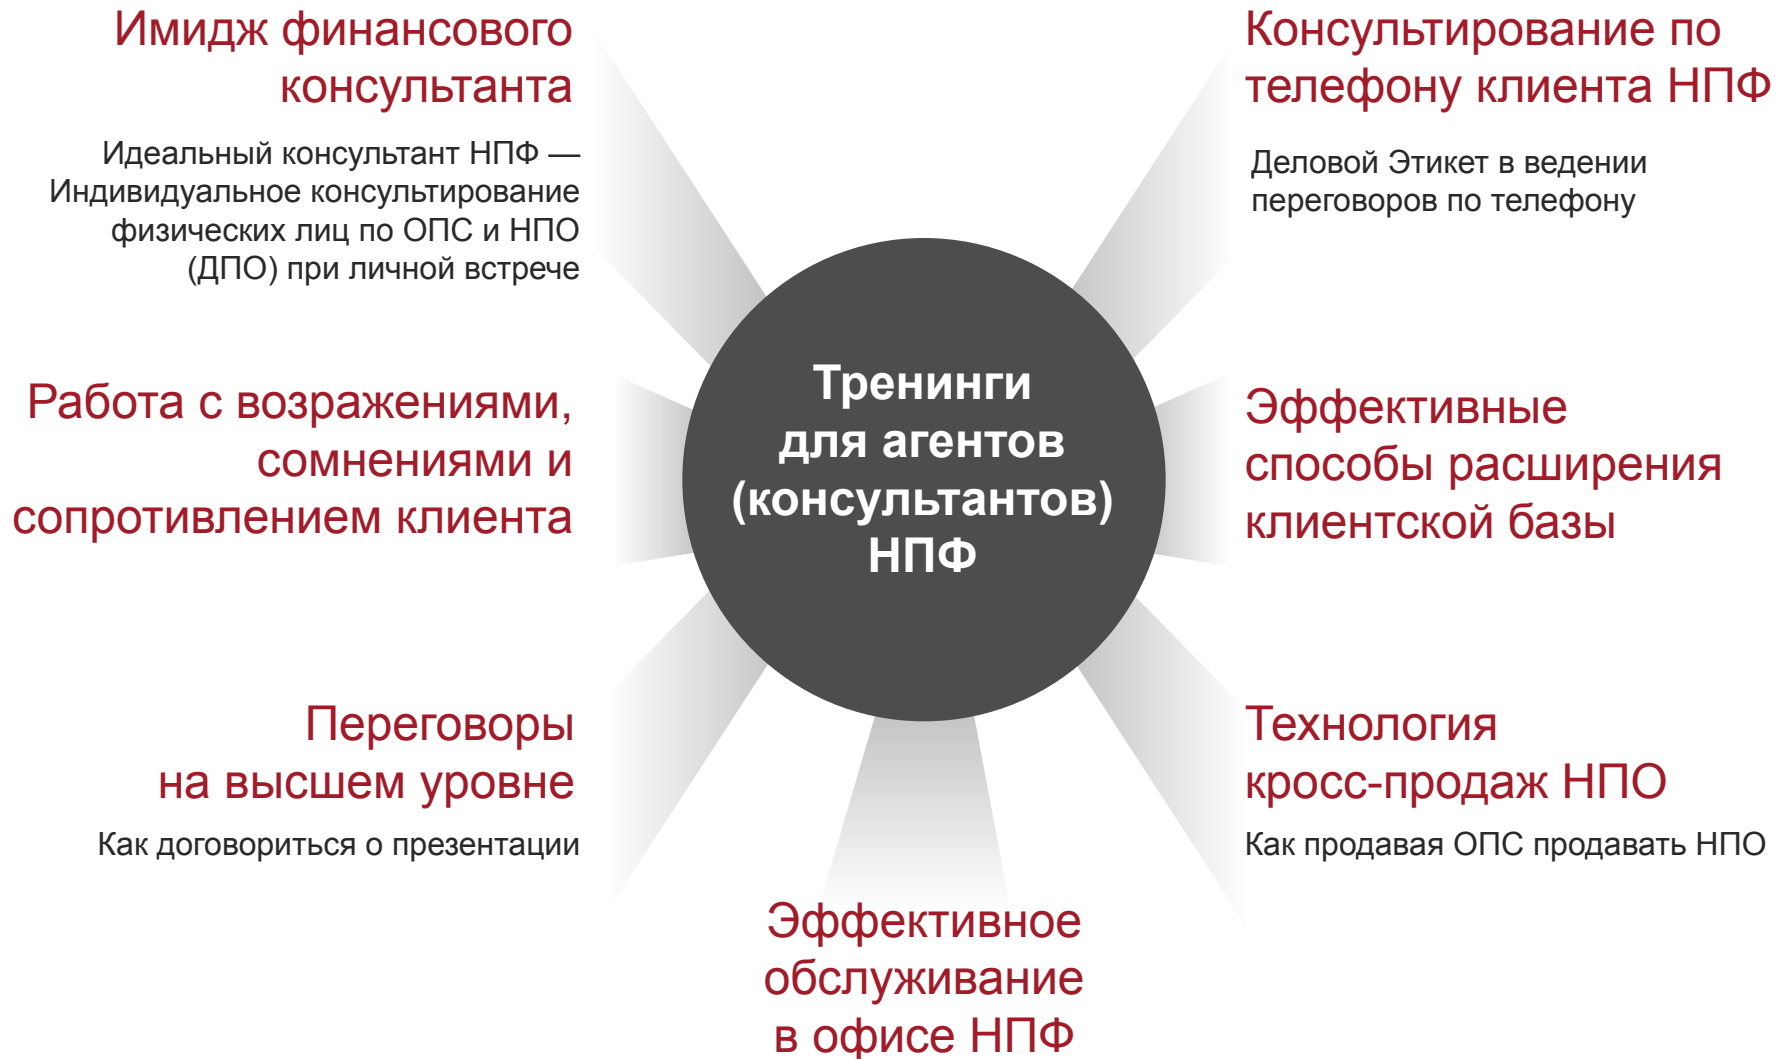 Имидж финансового
консультанта
Идеальный консультант НПФ —
Индивидуальное консультирование
физических лиц по ОПС и НПО
(ДПО) при личной встрече
Работа с возражениями,
сомнениями и
сопротивлением клиента
Переговоры
на высшем уровне
Как договориться о презентации
Тренинги
для агентов
(консультантов)
НПФ
Эффективное
обслуживание
в офисе НПФ
Консультирование по
телефону клиента НПФ
Деловой Этикет в ведении
переговоров по телефону
Эффективные
способы расширения
клиентской базы
Технология
кросс-продаж НПО
Как продавая ОПС продавать НПО